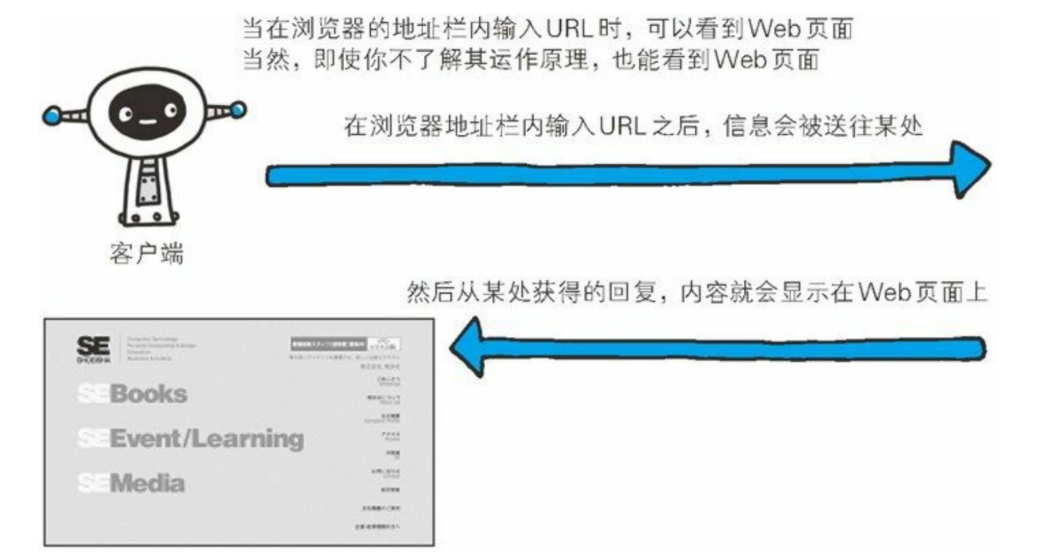 当在浏览器的地址栏内输入URL时，可以看到Web页面
当然，即使你不了解其运作原理，也能看到Web页面
在浏览器地址栏内输入URL之后，信息会被送往某处
客户端
然后从某处获得的回复，内容就会显示在Web页面上
SE
SHOEISHA
SEBooks
SEEvent/Learning
SEMedia